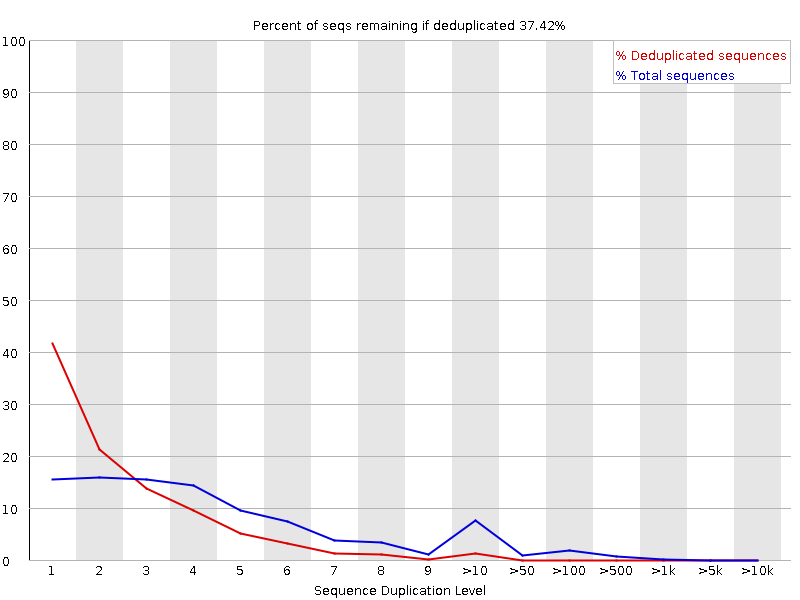 Percent of seqs remaining if deduplicated 37.42%
% Deduplicated sequences
% Total sequences
100
90
80
70
60
50
40
30
20
10
0
1 2 3 4 5 6 7 8 9 >10 >50 >100 >500 >1k >5k >10k
Sequence Duplication Level